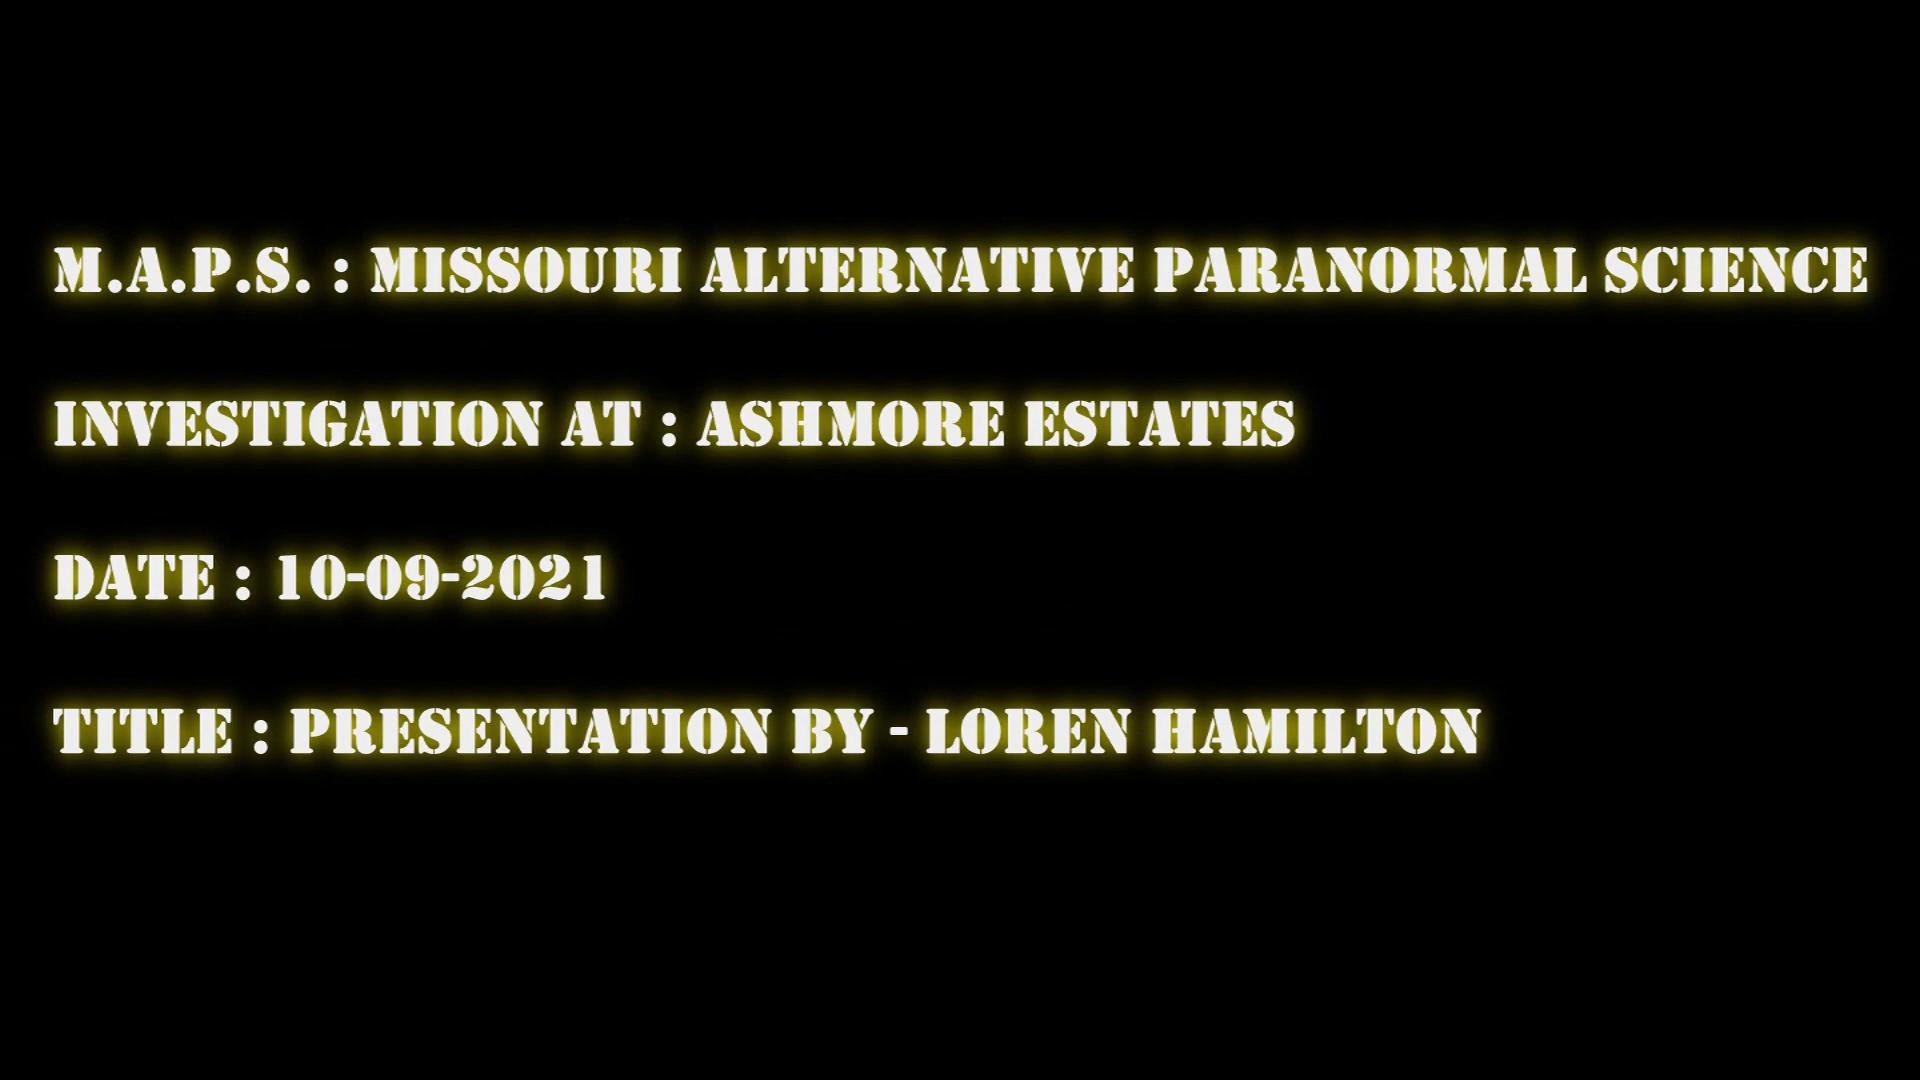 M.A.P.S. : MISSOURI ALTERNATIVE PARANORMAL SCIENCE
INVESTIGATION AT : ASHMORE ESTATES
DATE : 10-09-2021
TITLE : PRESENTATION BY - LOREN HAMILTON